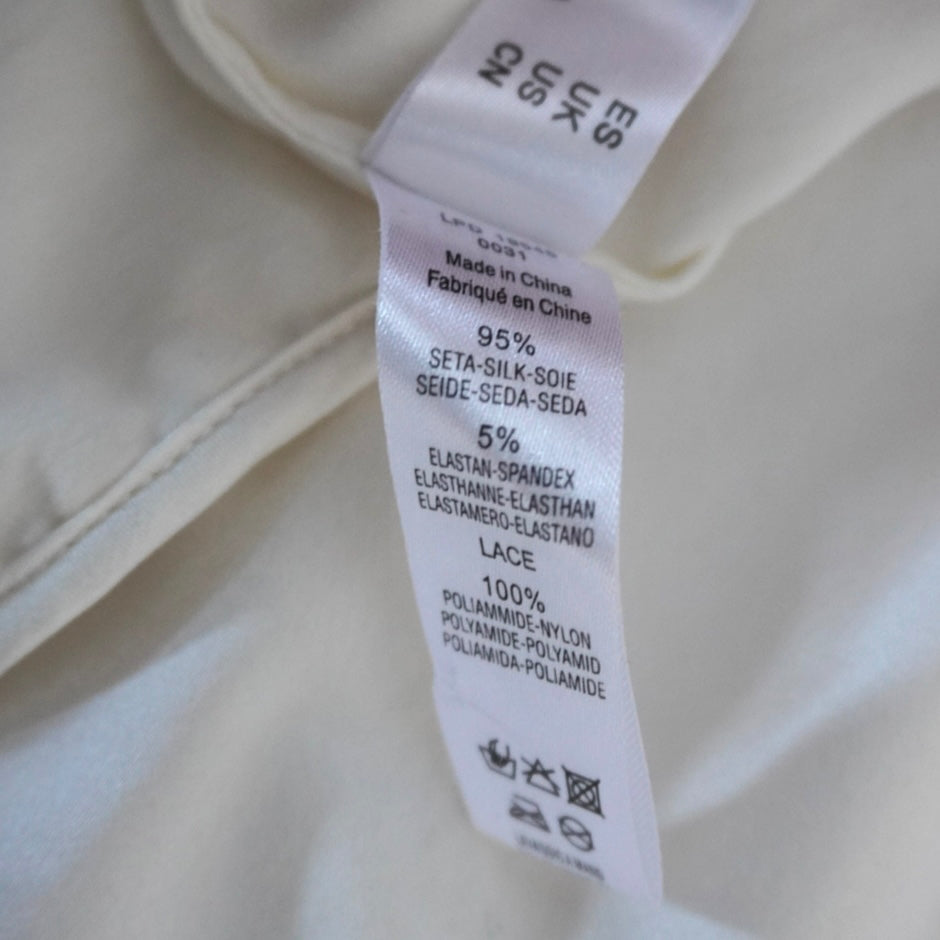 ES
UK
US
CN
0031
Made in China
Fabriqué en Chine
95%
SETA-SILK-SOIE
SEIDE-SEDA-SEDA
5%
ELASTAN-SPANDEX
ELASTHANNE-ELASTHAN
ELASTAMERO-ELASTANO
LACE
100%
POLIAMMIDE-NYLON
POLYAMIDE-POLYAMID
POLIAMIDA-POLIAMIDE